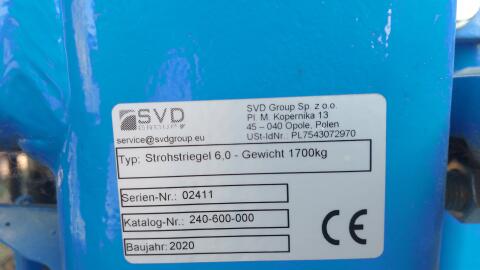 SVD
GROUP
service@svdgroup.eu
SVD Group Sp. z o.o.
Pl. M. Kopernika 13
45 – 040 Opole, Polen
USt-IdNr.: PL7543072970
Typ: Strohstriegel 6,0 - Gewicht 1700kg
Serien-Nr.: 02411
Katalog-Nr.: 240-600-000
Baujahr: 2020
CE